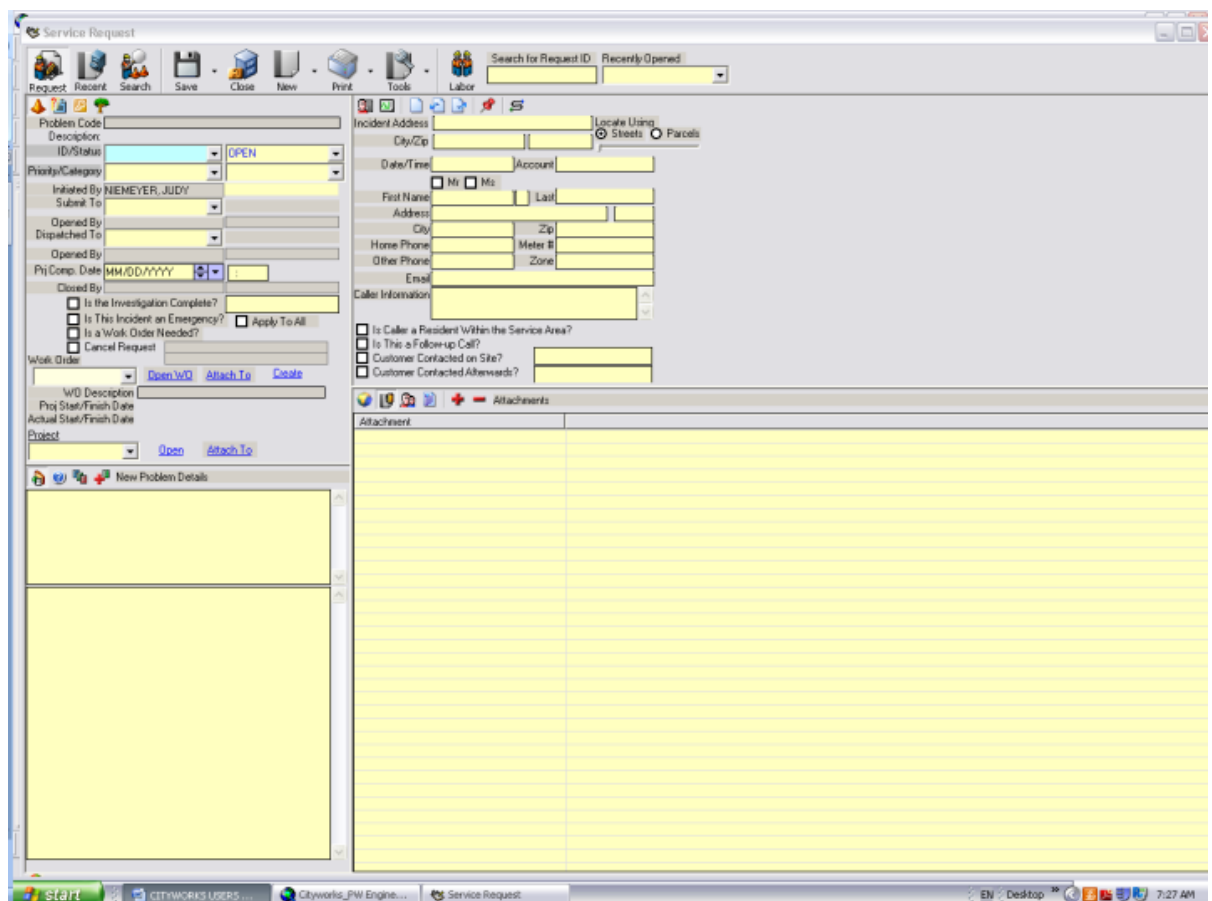 Service Request
Search for Request ID Recently Opened
Request Recent Search Save Close New Print Tools Labor
Problem Code
Description:
ID/Status OPEN
Priority/Category
Initiated By NIEMEYER, JUDY
Submit To
Opened By
Dispatched To
Opened By
Prj Comp. Date MM/DD/YYYY :
Closed By
Is the Investigation Complete?
Is This Incident an Emergency? Apply To All
Is a Work Order Needed?
Cancel Request
Work Order
Open WO Attach To Create
WO Description
Proj Start/Finish Date
Actual Start/Finish Date
Project
Open Attach To
New Problem Details
Incident Address Locate Using
Streets Parcels
City/Zip
Date/Time Account
Mr Ms
First Name Last
Address
City Zip
Home Phone Meter #
Other Phone Zone
Email
Caller Information
Is Caller a Resident Within the Service Area?
Is This a Follow-up Call?
Customer Contacted on Site?
Customer Contacted Afterwards?
Attachments
Attachment
start CITYWORKS USERS ... Cityworks_PW Engine... Service Request EN Desktop » 7:27 AM